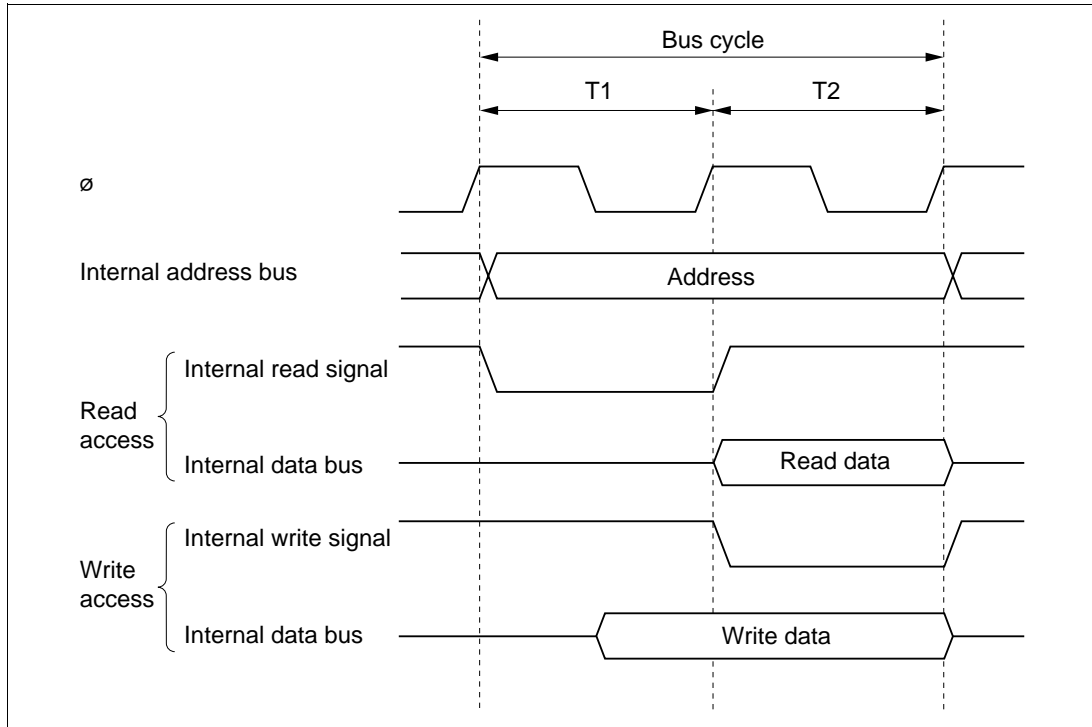 Bus cycle
T1
T2
ø
Internal address bus
Address
Read
access
Internal read signal
Internal data bus
Read data
Write
access
Internal write signal
Internal data bus
Write data